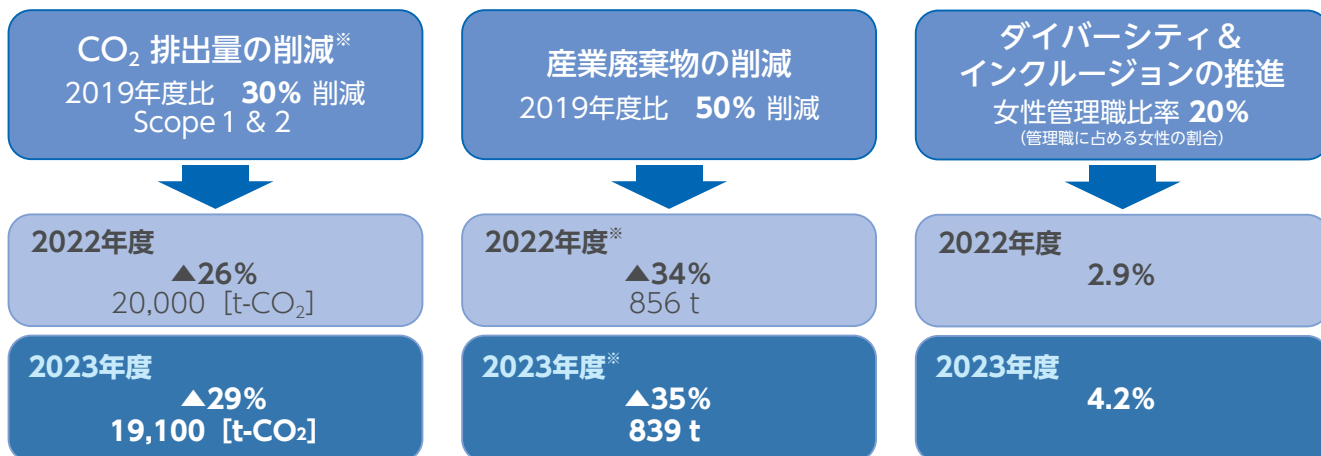 CO₂ 排出量の削減※
2019年度比 30% 削減
Scope 1 & 2
産業廃棄物の削減
2019年度比 50% 削減
ダイバーシティ＆
インクルージョンの推進
女性管理職比率 20%
(管理職に占める女性の割合)
2022年度
▲26%
20,000 [t-CO₂]
2022年度※
▲34%
856 t
2022年度
2.9%
2023年度
▲29%
19,100 [t-CO₂]
2023年度※
▲35%
839 t
2023年度
4.2%